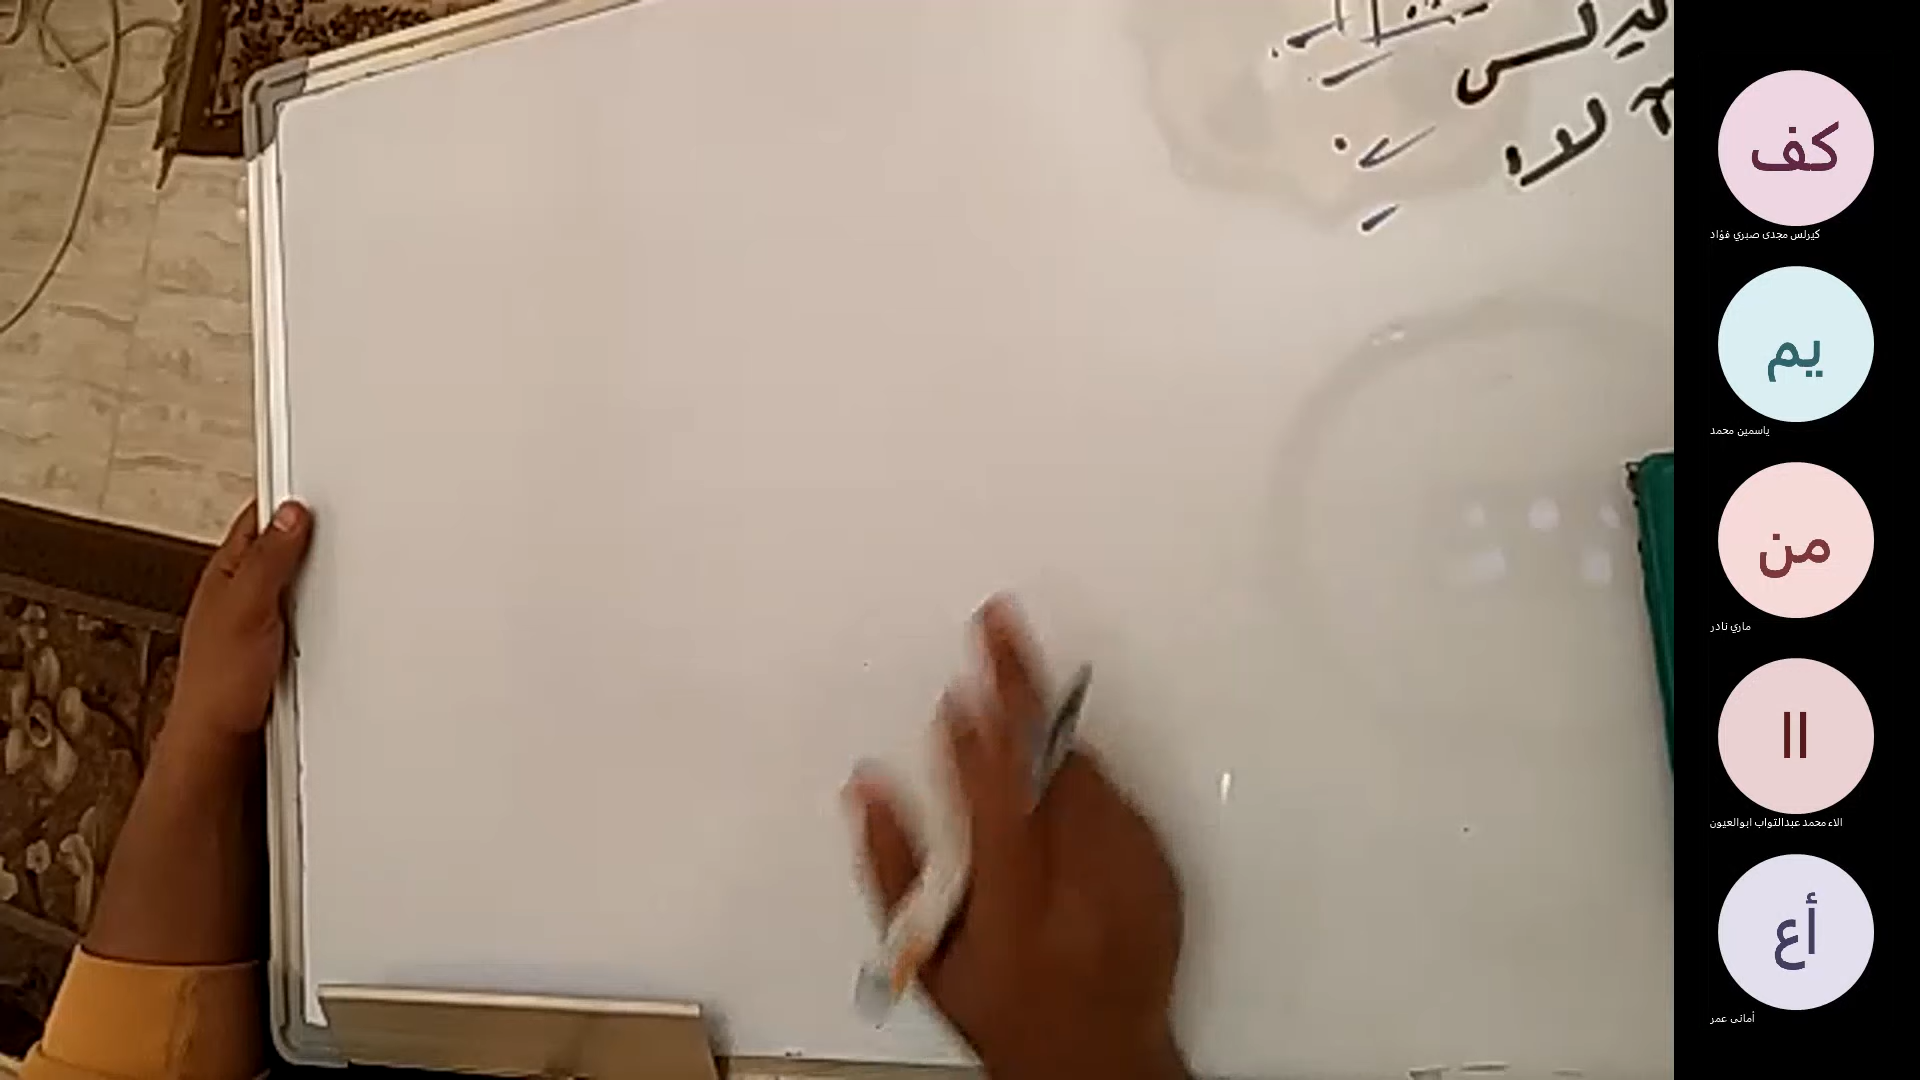 كيرلس
كف
كيرلس مجدى صبري فؤاد
يم
ياسمين محمد
من
ماري نادر
اا
الاء محمد عبدالتواب ابوالعيون
أع
أمانى عمر